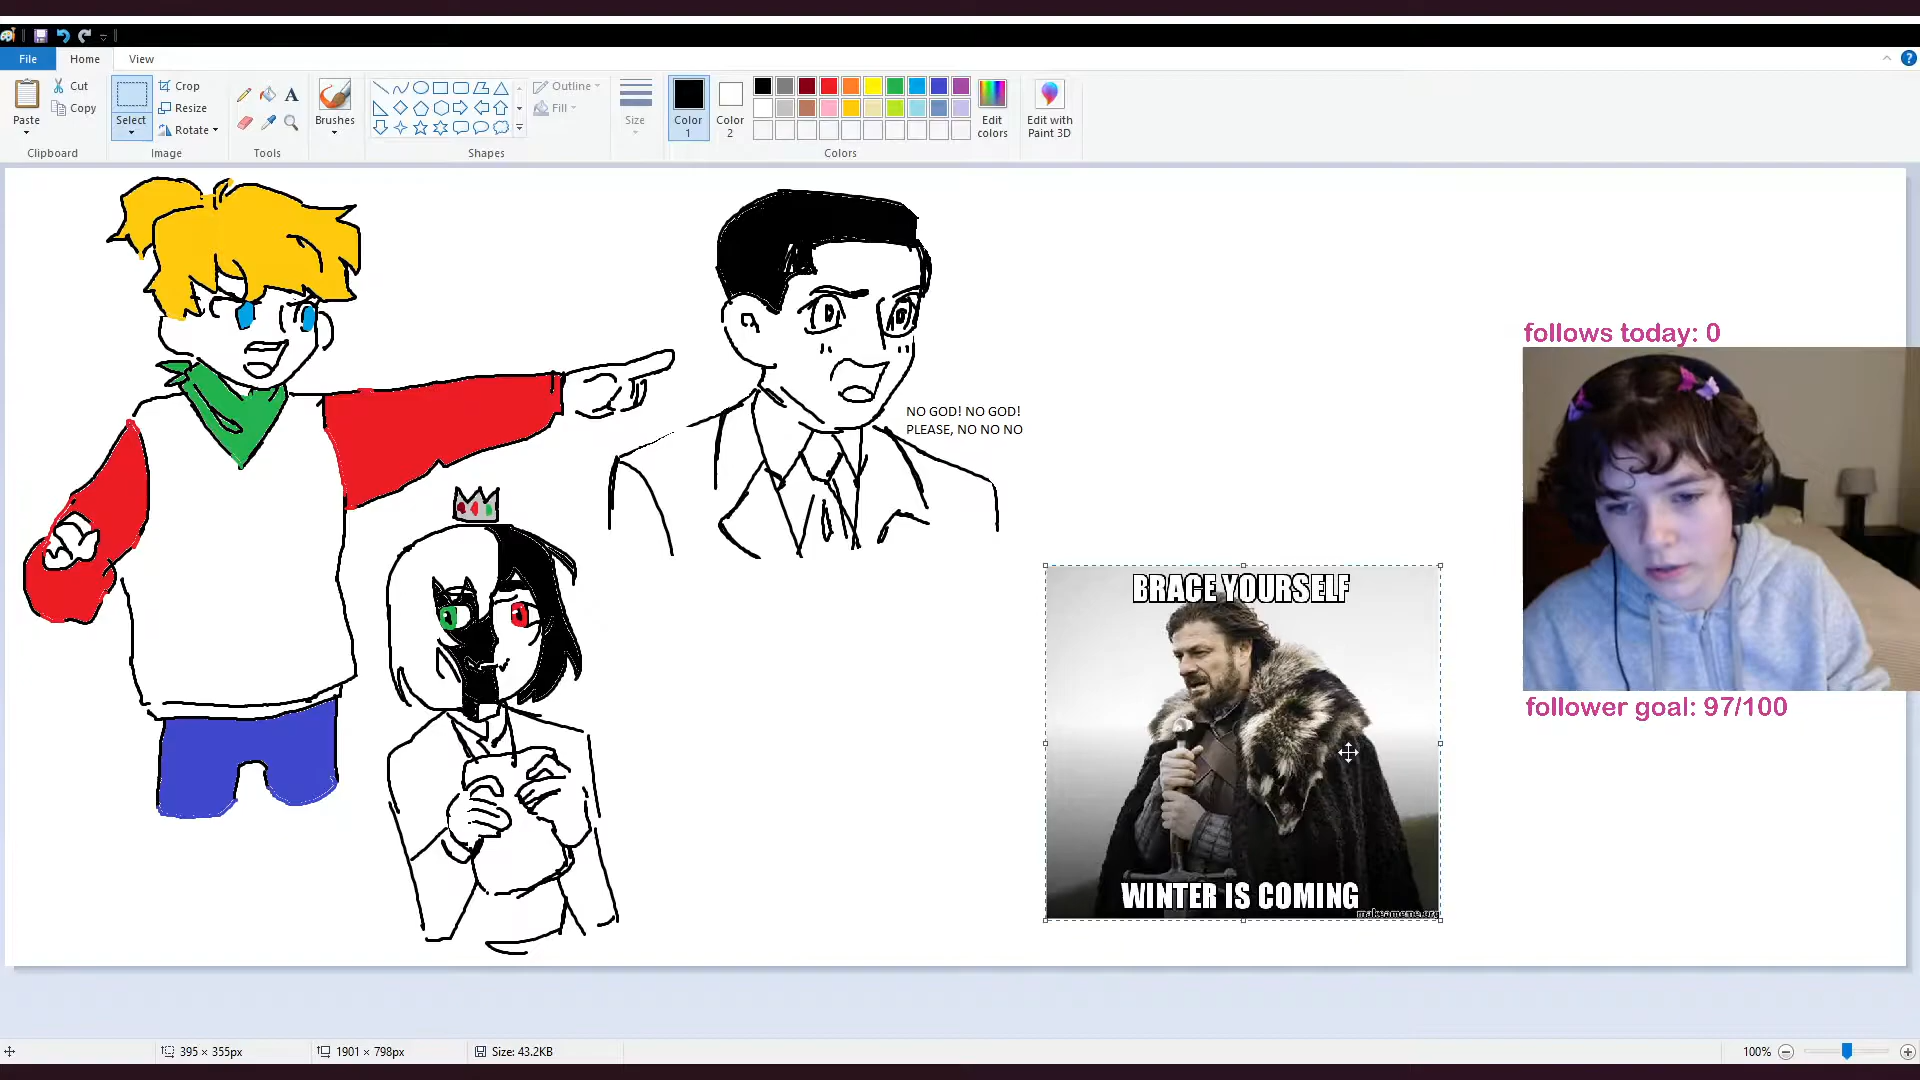 File
Home
View
Paste
Cut
Copy
Clipboard
Select
Crop
Resize
Rotate
Image
Tools
Brushes
Shapes
Outline
Fill
Size
Color
1
Color
2
Edit
colors
Colors
Edit with
Paint 3D
NO GOD! NO GOD!
PLEASE, NO NO NO
follows today: 0
BRACE YOURSELF
WINTER IS COMING
makeameme.org
follower goal: 97/100
395 × 355px
1901 × 798px
Size: 43.2KB
100%